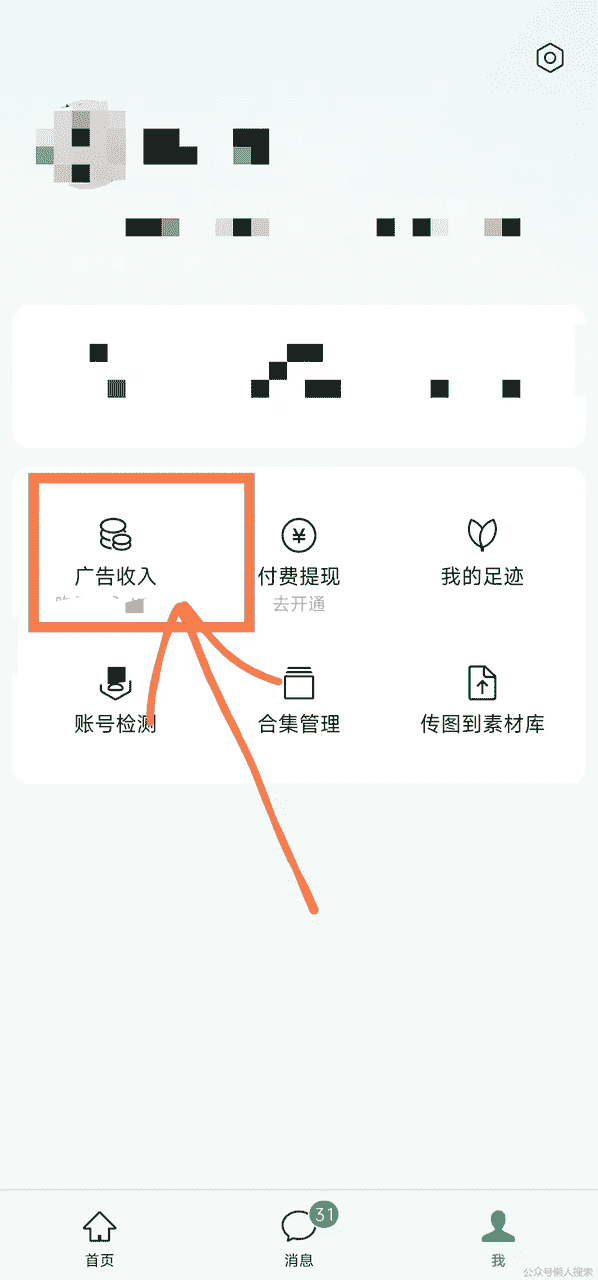 广告收入
付费提现
我的足迹
去开通
账号检测
合集管理
传图到素材库
31
首页
消息
我
公众号懒人搜索